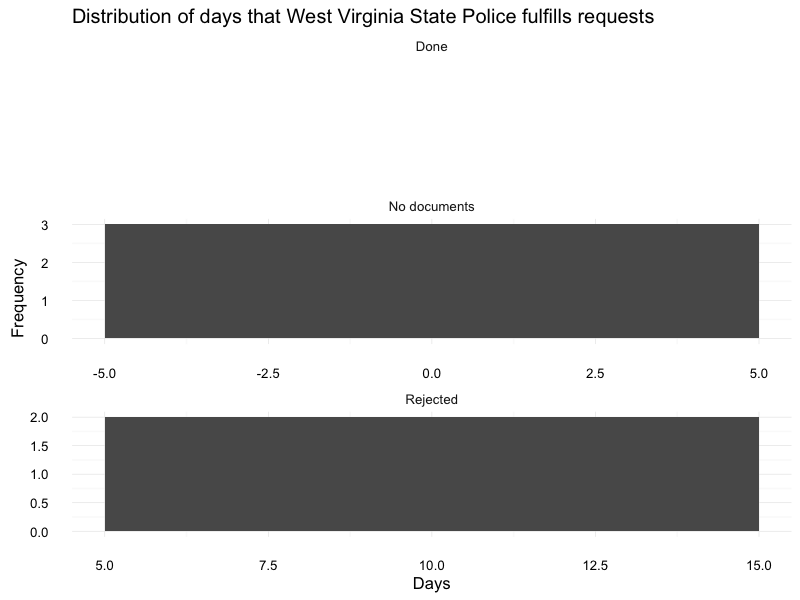 Distribution of days that West Virginia State Police fulfills requests
Done
No documents
3
2
1
0
Frequency
-5.0 -2.5 0.0 2.5 5.0
Rejected
2.0
1.5
1.0
0.5
0.0
5.0 7.5 10.0 12.5 15.0
Days